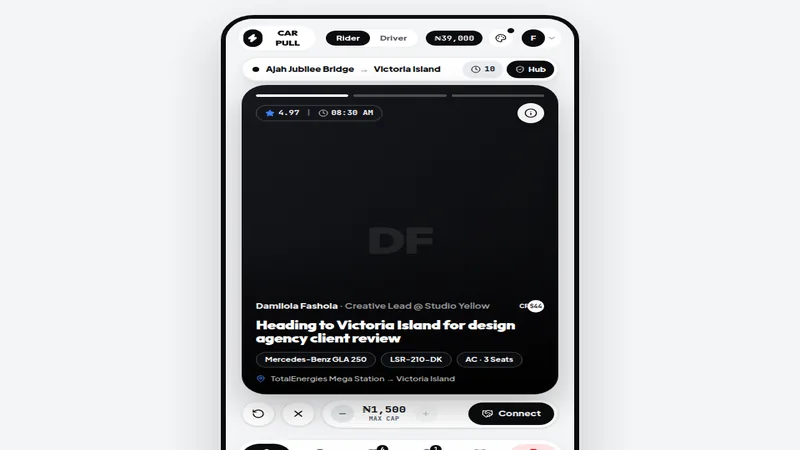 CAR
PULL
Rider
Driver
₦39,000
F
Ajah Jubilee Bridge → Victoria Island
10
Hub
4.97 | 08:30 AM
DF
Damilola Fashola · Creative Lead @ Studio Yellow
Heading to Victoria Island for design
agency client review
Mercedes-Benz GLA 250
LSR-210-DK
AC · 3 Seats
TotalEnergies Mega Station → Victoria Island
− ₦1,500 +
MAX CAP
Connect